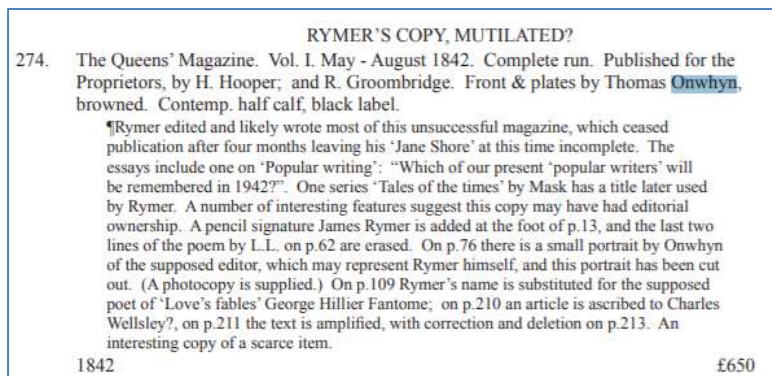 RYMER'S COPY, MUTILATED?
274. The Queens' Magazine. Vol. I. May - August 1842. Complete run. Published for the
Proprietors, by H. Hooper; and R. Groombridge. Front & plates by Thomas Onwhyn,
browned. Contemp. half calf, black label.
¶Rymer edited and likely wrote most of this unsuccessful magazine, which ceased
publication after four months leaving his 'Jane Shore' at this time incomplete. The
essays include one on 'Popular writing': "Which of our present 'popular writers' will
be remembered in 1942?". One series 'Tales of the times' by Mask has a title later used
by Rymer. A number of interesting features suggest this copy may have had editorial
ownership. A pencil signature James Rymer is added at the foot of p.13, and the last two
lines of the poem by L.L. on p.62 are erased. On p.76 there is a small portrait by Onwhyn
of the supposed editor, which may represent Rymer himself, and this portrait has been cut
out. (A photocopy is supplied.) On p.109 Rymer's name is substituted for the supposed
poet of 'Love's fables' George Hillier Fantome; on p.210 an article is ascribed to Charles
Wellsley?, on p.211 the text is amplified, with correction and deletion on p.213. An
interesting copy of a scarce item.
1842 £650